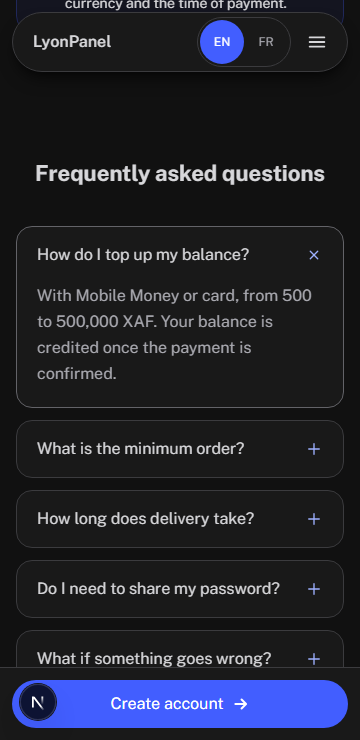 currency and the time of payment.
LyonPanel
EN
FR
Frequently asked questions
How do I top up my balance?
With Mobile Money or card, from 500
to 500,000 XAF. Your balance is
credited once the payment is
confirmed.
What is the minimum order?
How long does delivery take?
Do I need to share my password?
What if something goes wrong?
N
Create account →